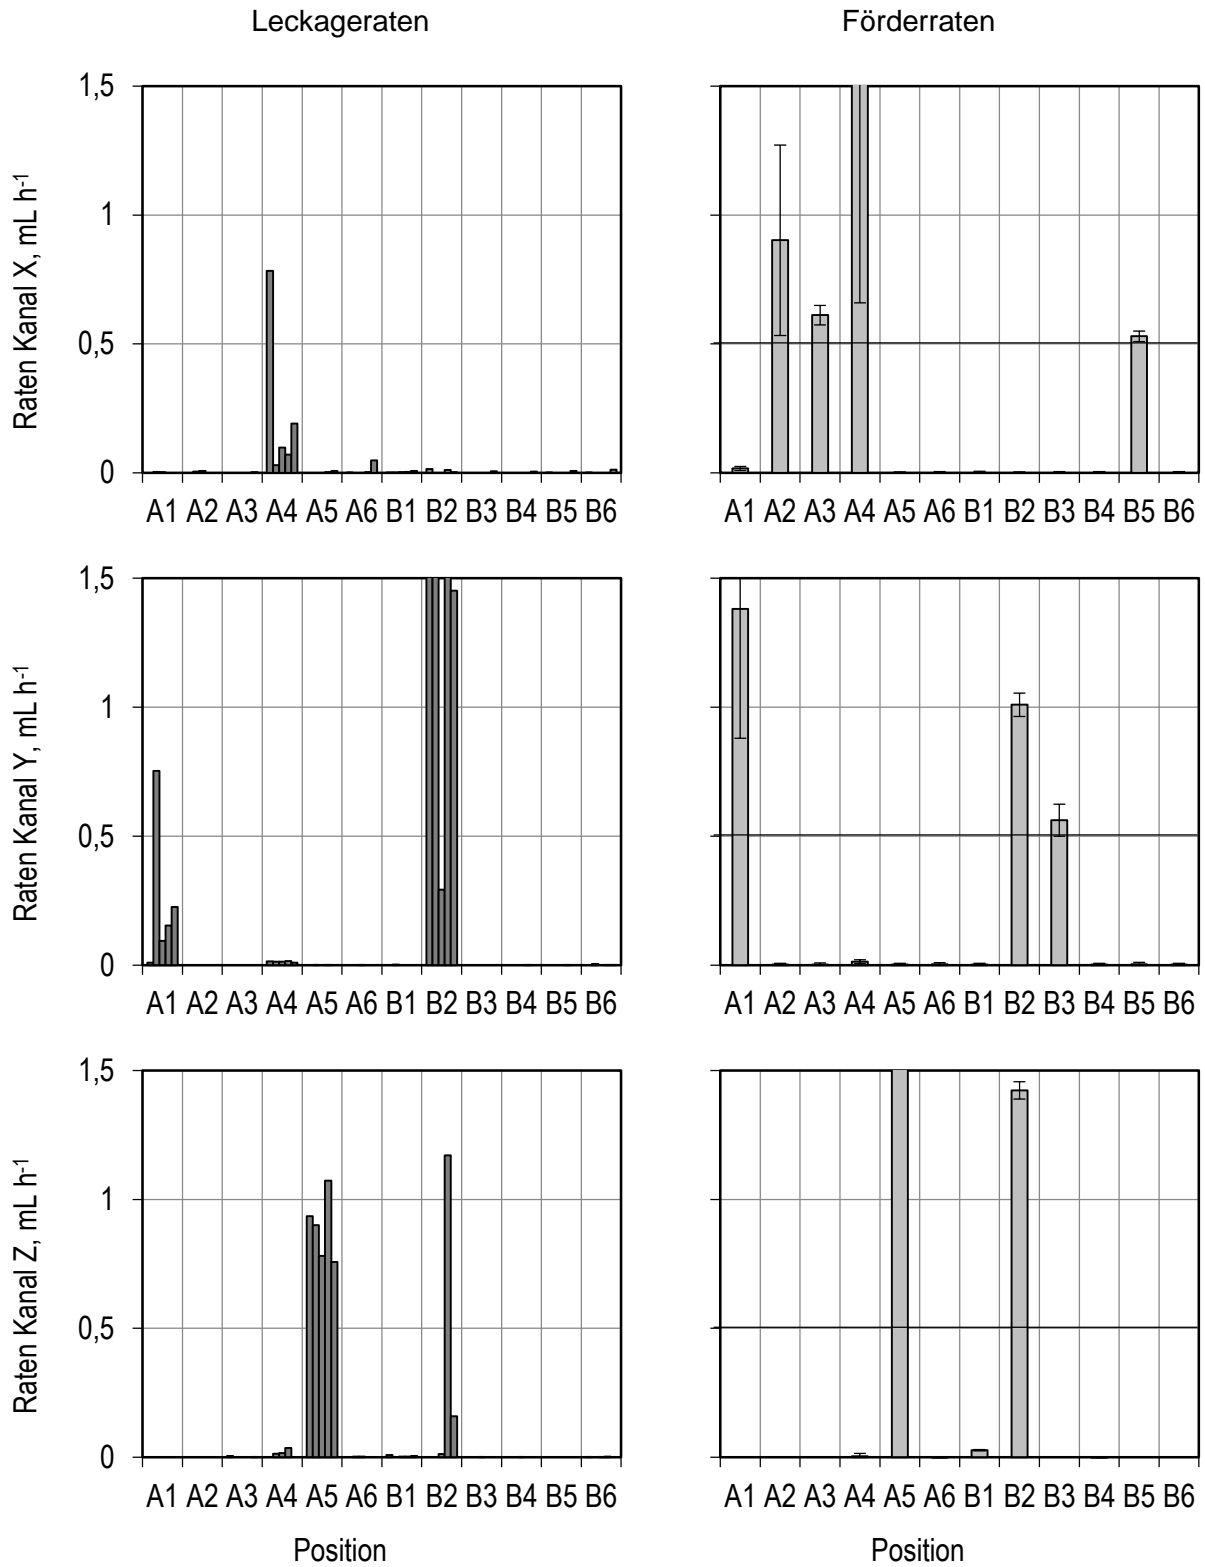 Leckageraten
Förderraten
Raten Kanal X, mL h-1
1,5
1
0,5
0
A1 A2 A3 A4 A5 A6 B1 B2 B3 B4 B5 B6
A1 A2 A3 A4 A5 A6 B1 B2 B3 B4 B5 B6
Raten Kanal Y, mL h-1
1,5
1
0,5
0
A1 A2 A3 A4 A5 A6 B1 B2 B3 B4 B5 B6
A1 A2 A3 A4 A5 A6 B1 B2 B3 B4 B5 B6
Raten Kanal Z, mL h-1
1,5
1
0,5
0
A1 A2 A3 A4 A5 A6 B1 B2 B3 B4 B5 B6
A1 A2 A3 A4 A5 A6 B1 B2 B3 B4 B5 B6
Position
Position